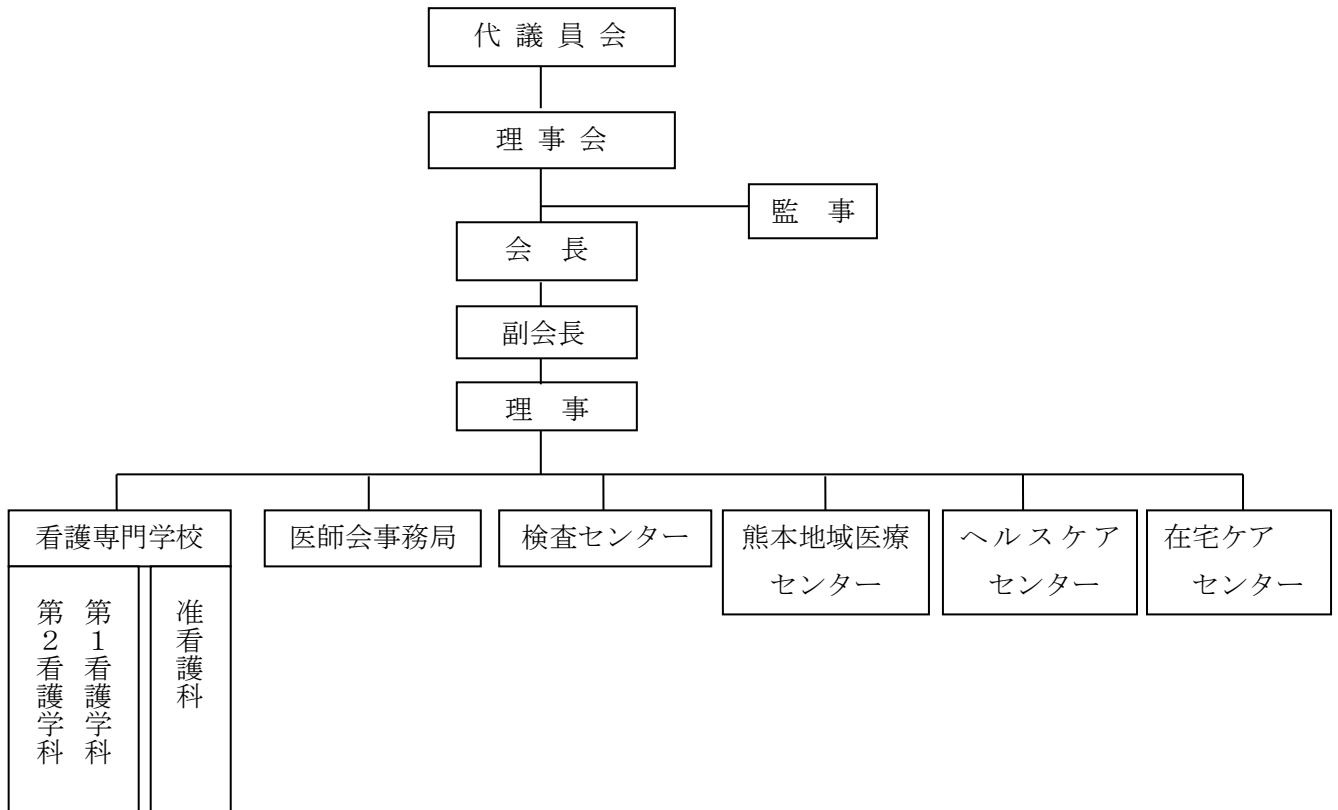 代 議 員 会
理 事 会
監　事
会　長
副会長
理　事
看護専門学校
医師会事務局
検査センター
熊本地域医療
センター
ヘルスケア
センター
在宅ケア
センター
准看護科
第１看護学科
第２看護学科